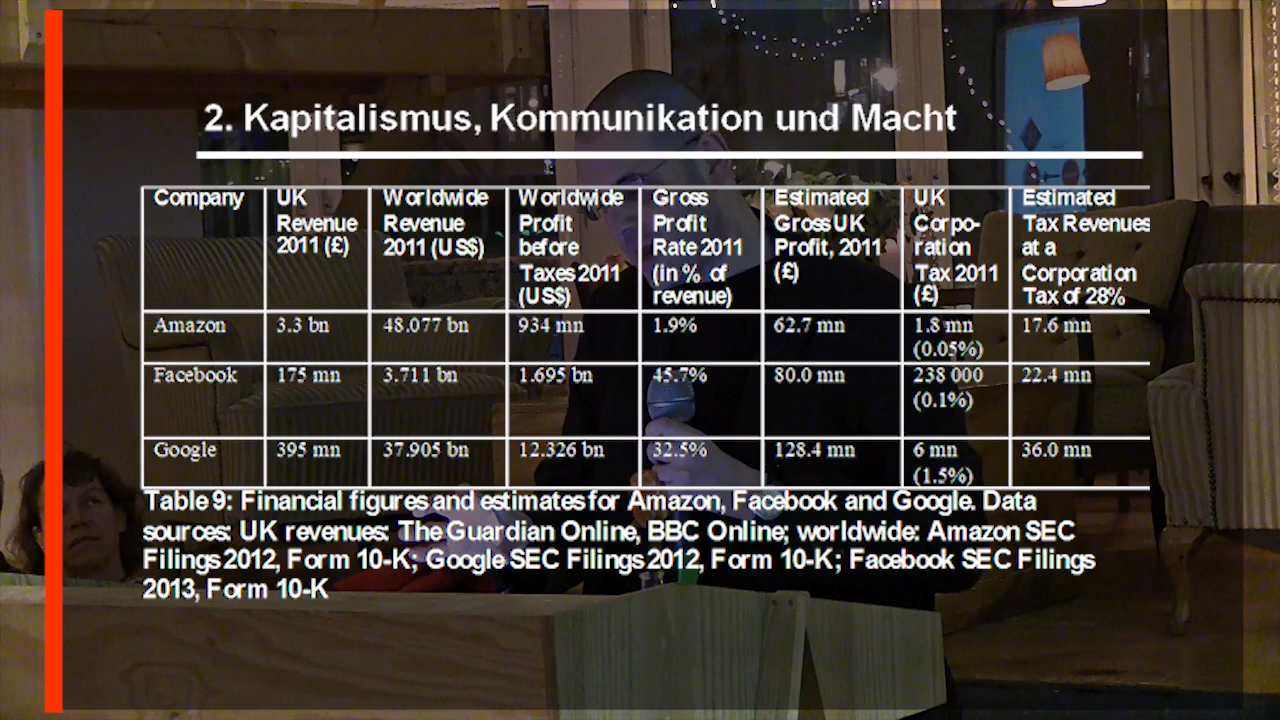 2. Kapitalismus, Kommunikation und Macht
Company UK Revenue 2011 (£) Worldwide Revenue 2011 (US$) Worldwide Profit before Taxes 2011 (US$) Gross Profit Rate 2011 (in % of revenue) Estimated Gross UK Profit, 2011 (£) UK Corpo-ration Tax 2011 (£) Estimated Tax Revenues at a Corporation Tax of 28%
Amazon 3.3 bn 48.077 bn 934 mn 1.9% 62.7 mn 1.8 mn (0.05%) 17.6 mn
Facebook 175 mn 3.711 bn 1.695 bn 45.7% 80.0 mn 238 000 (0.1%) 22.4 mn
Google 395 mn 37.905 bn 12.326 bn 32.5% 128.4 mn 6 mn (1.5%) 36.0 mn
Table 9: Financial figures and estimates for Amazon, Facebook and Google. Data
sources: UK revenues: The Guardian Online, BBC Online; worldwide: Amazon SEC
Filings 2012, Form 10-K; Google SEC Filings 2012, Form 10-K; Facebook SEC Filings
2013, Form 10-K